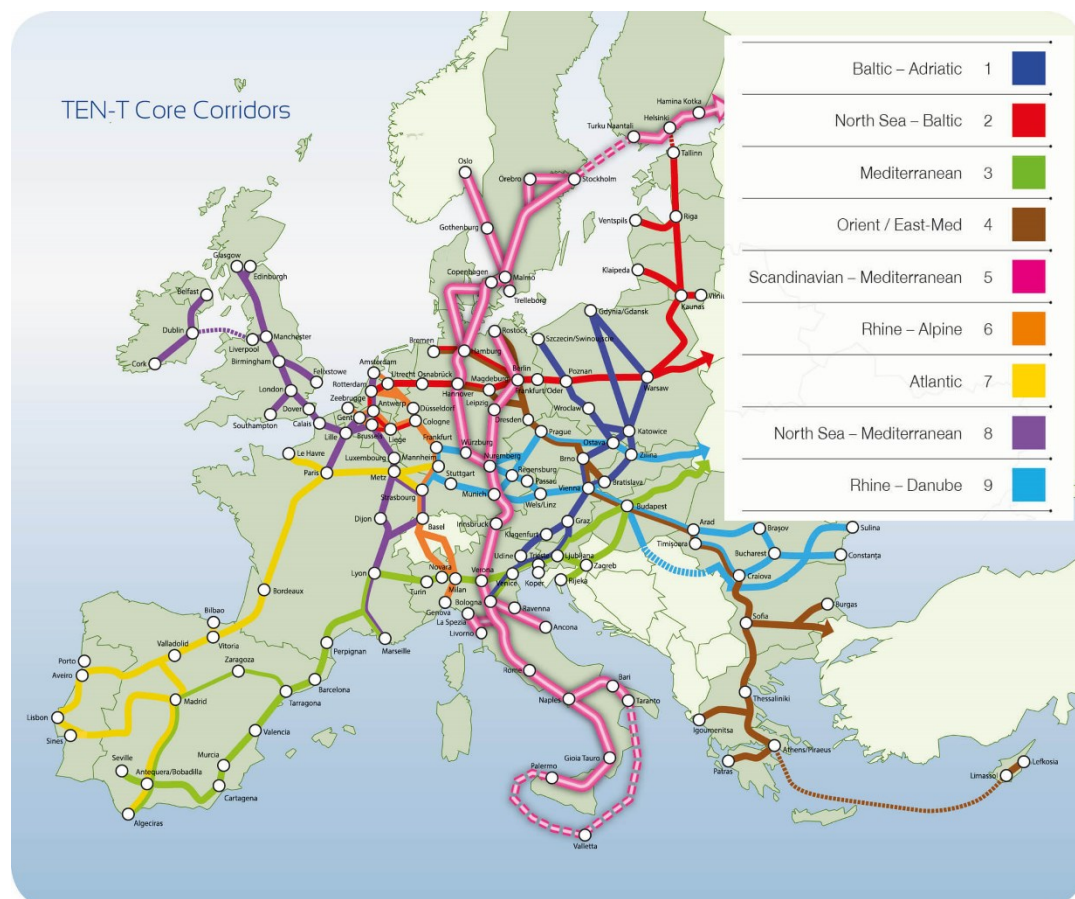 TEN-T Core Corridors
Baltic – Adriatic 1
North Sea – Baltic 2
Mediterranean 3
Orient / East-Med 4
Scandinavian – Mediterranean 5
Rhine – Alpine 6
Atlantic 7
North Sea – Mediterranean 8
Rhine – Danube 9
Hamina Kotka
Helsinki
Turku Naantali
Tallinn
Oslo
Örebro
Stockholm
Ventspils
Riga
Gothenburg
Klaipeda
Glasgow
Edinburgh
Copenhagen
Malmö
Trelleborg
Kaunas
Belfast
Gdynia/Gdansk
Rostock
Szczecin/Swinoujscie
Dublin
Manchester
Bremen
Hamburg
Liverpool
Birmingham
Cork
Felixstowe
Amsterdam
Utrecht
Osnabrück
Magdeburg
Berlin
Poznan
Rotterdam
Hannover
Frankfurt/Oder
Warsaw
London
Zeebrugge
Antwerp
Düsseldorf
Leipzig
Wroclaw
Dover
Gent
Cologne
Dresden
Southampton
Calais
Lille
Brussels
Liege
Frankfurt
Prague
Katowice
Würzburg
Ostava
Le Havre
Luxembourg
Mannheim
Nuremberg
Brno
Zilina
Paris
Metz
Stuttgart
Regensburg
Passau
Strasbourg
Munich
Wels/Linz
Vienna
Bratislava
Dijon
Basel
Innsbruck
Graz
Budapest
Klagenfurt
Arad
Braşov
Sulina
Timişoara
Udine
Trieste
Ljubljana
Bucharest
Constanţa
Lyon
Novara
Verona
Venice
Koper
Zagreb
Rijeka
Craiova
Turin
Milan
Bordeaux
Genova
Bologna
Ravenna
La Spezia
Ancona
Livorno
Sofia
Burgas
Bilbao
Marseille
Valladolid
Vitoria
Perpignan
Porto
Zaragoza
Aveiro
Rome
Bari
Barcelona
Madrid
Tarragona
Naples
Taranto
Thessaloniki
Lisbon
Igoumenitsa
Sines
Valencia
Seville
Murcia
Gioia Tauro
Athens/Piraeus
Antequera/Bobadilla
Palermo
Patras
Lefkosia
Limassol
Cartagena
Algeciras
Valletta